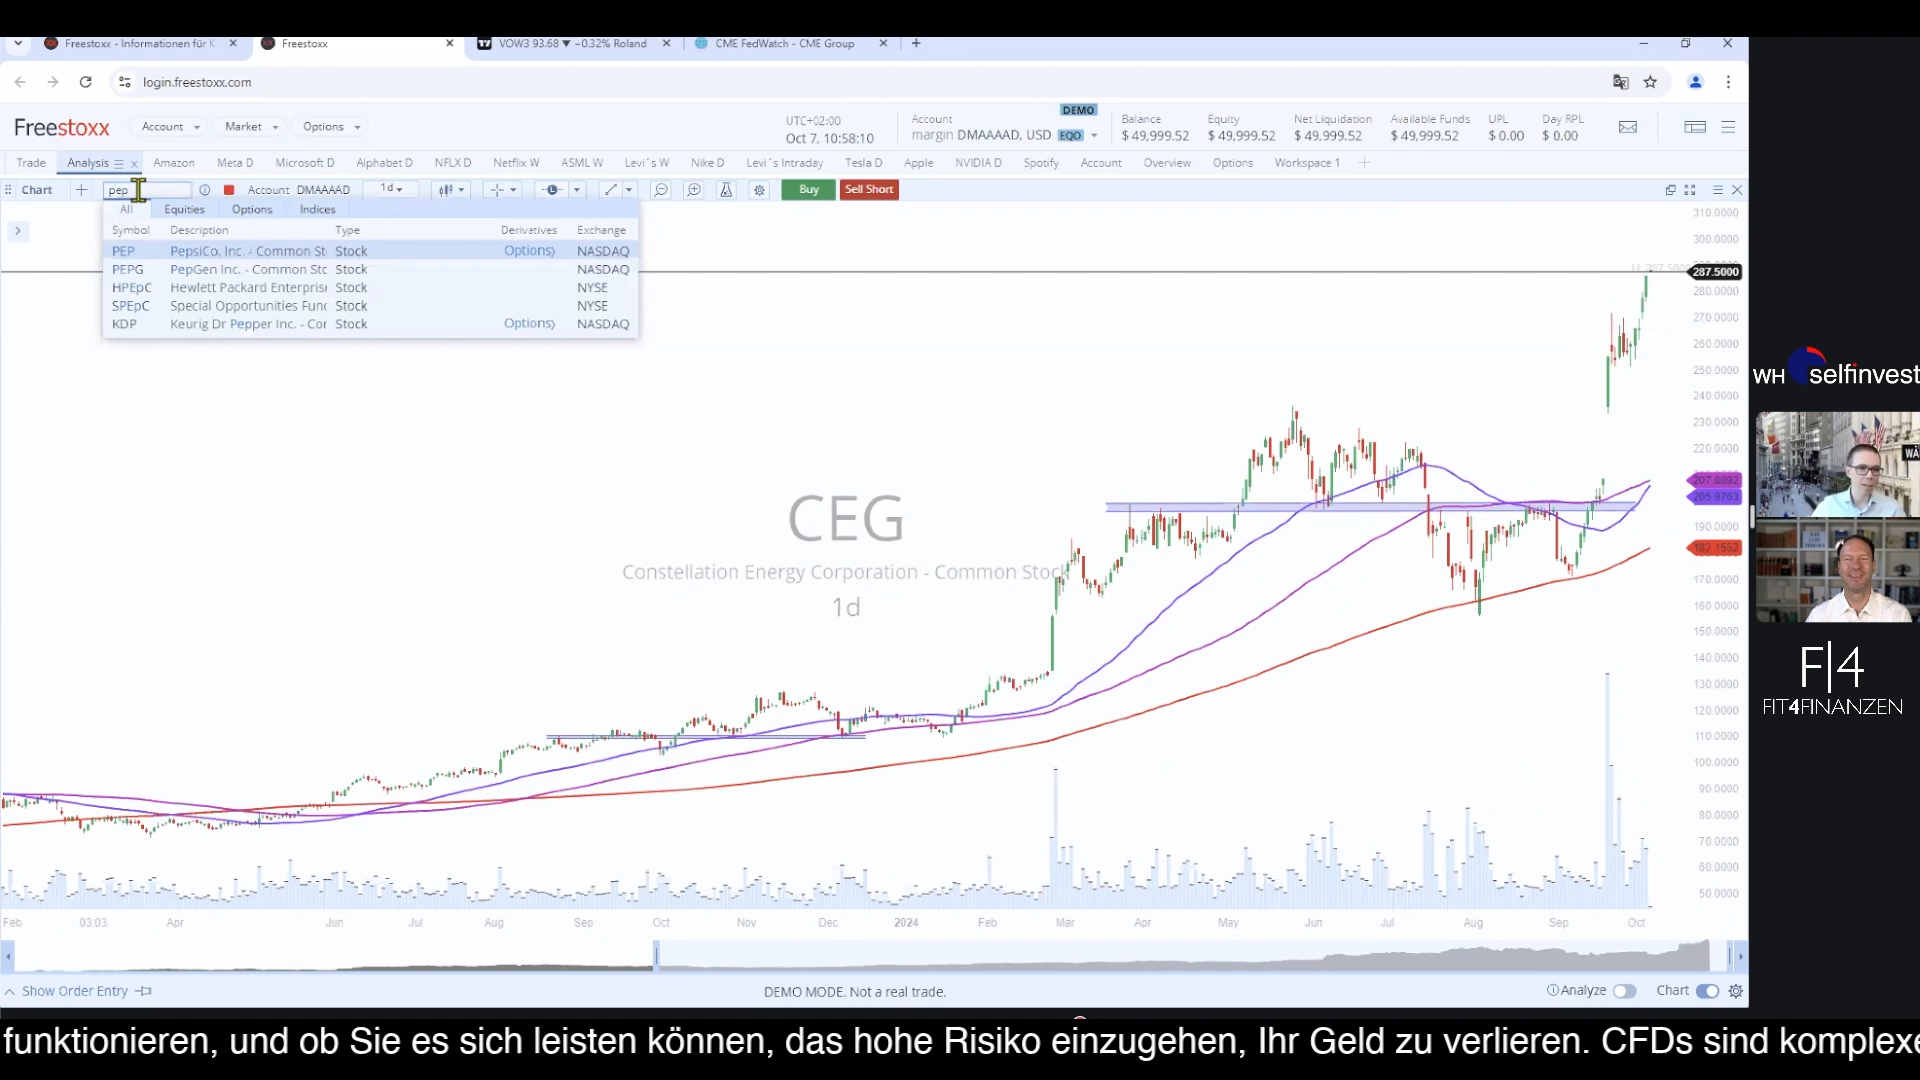 Freestoxx - Informationen für K
Freestoxx
VOW3 93.68 ▼ −0.32% Roland
CME FedWatch - CME Group
login.freestoxx.com
Freestoxx
Account
Market
Options
UTC+02:00
Oct 7, 10:58:10
DEMO
Account
margin DMAAAAD, USD EQO
Balance
$ 49,999.52
Equity
$ 49,999.52
Net Liquidation
$ 49,999.52
Available Funds
$ 49,999.52
UPL
$ 0.00
Day RPL
$ 0.00
Trade Analysis Amazon Meta D Microsoft D Alphabet D NFLX D Netflix W ASML W Levi´s W Nike D Levi´s Intraday Tesla D Apple NVIDIA D Spotify Account Overview Options Workspace 1
Chart pep Account DMAAAAD 1d Buy Sell Short
All Equities Options Indices
Symbol Description Type Derivatives Exchange
PEP PepsiCo, Inc. - Common St Stock Options› NASDAQ
PEPG PepGen Inc. - Common Stc Stock NASDAQ
HPEpC Hewlett Packard Enterprise Stock NYSE
SPEpC Special Opportunities Func Stock NYSE
KDP Keurig Dr Pepper Inc. - Cor Stock Options› NASDAQ
310.0000
300.0000
H: 287.5000
287.5000
280.0000
270.0000
260.0000
250.0000
240.0000
230.0000
220.0000
207.8892
205.9763
190.0000
182.1552
170.0000
160.0000
150.0000
140.0000
130.0000
120.0000
110.0000
100.0000
90.0000
80.0000
70.0000
60.0000
50.0000
CEG
Constellation Energy Corporation - Common Stock
1d
Feb 03.03. Apr Jun Jul Aug Sep Oct Nov Dec 2024 Feb Mar Apr May Jun Jul Aug Sep Oct
Show Order Entry
DEMO MODE. Not a real trade.
Analyze
Chart
WH selfinvest
WÄ
F|4
FIT4FINANZEN
funktionieren, und ob Sie es sich leisten können, das hohe Risiko einzugehen, Ihr Geld zu verlieren. CFDs sind komplexe